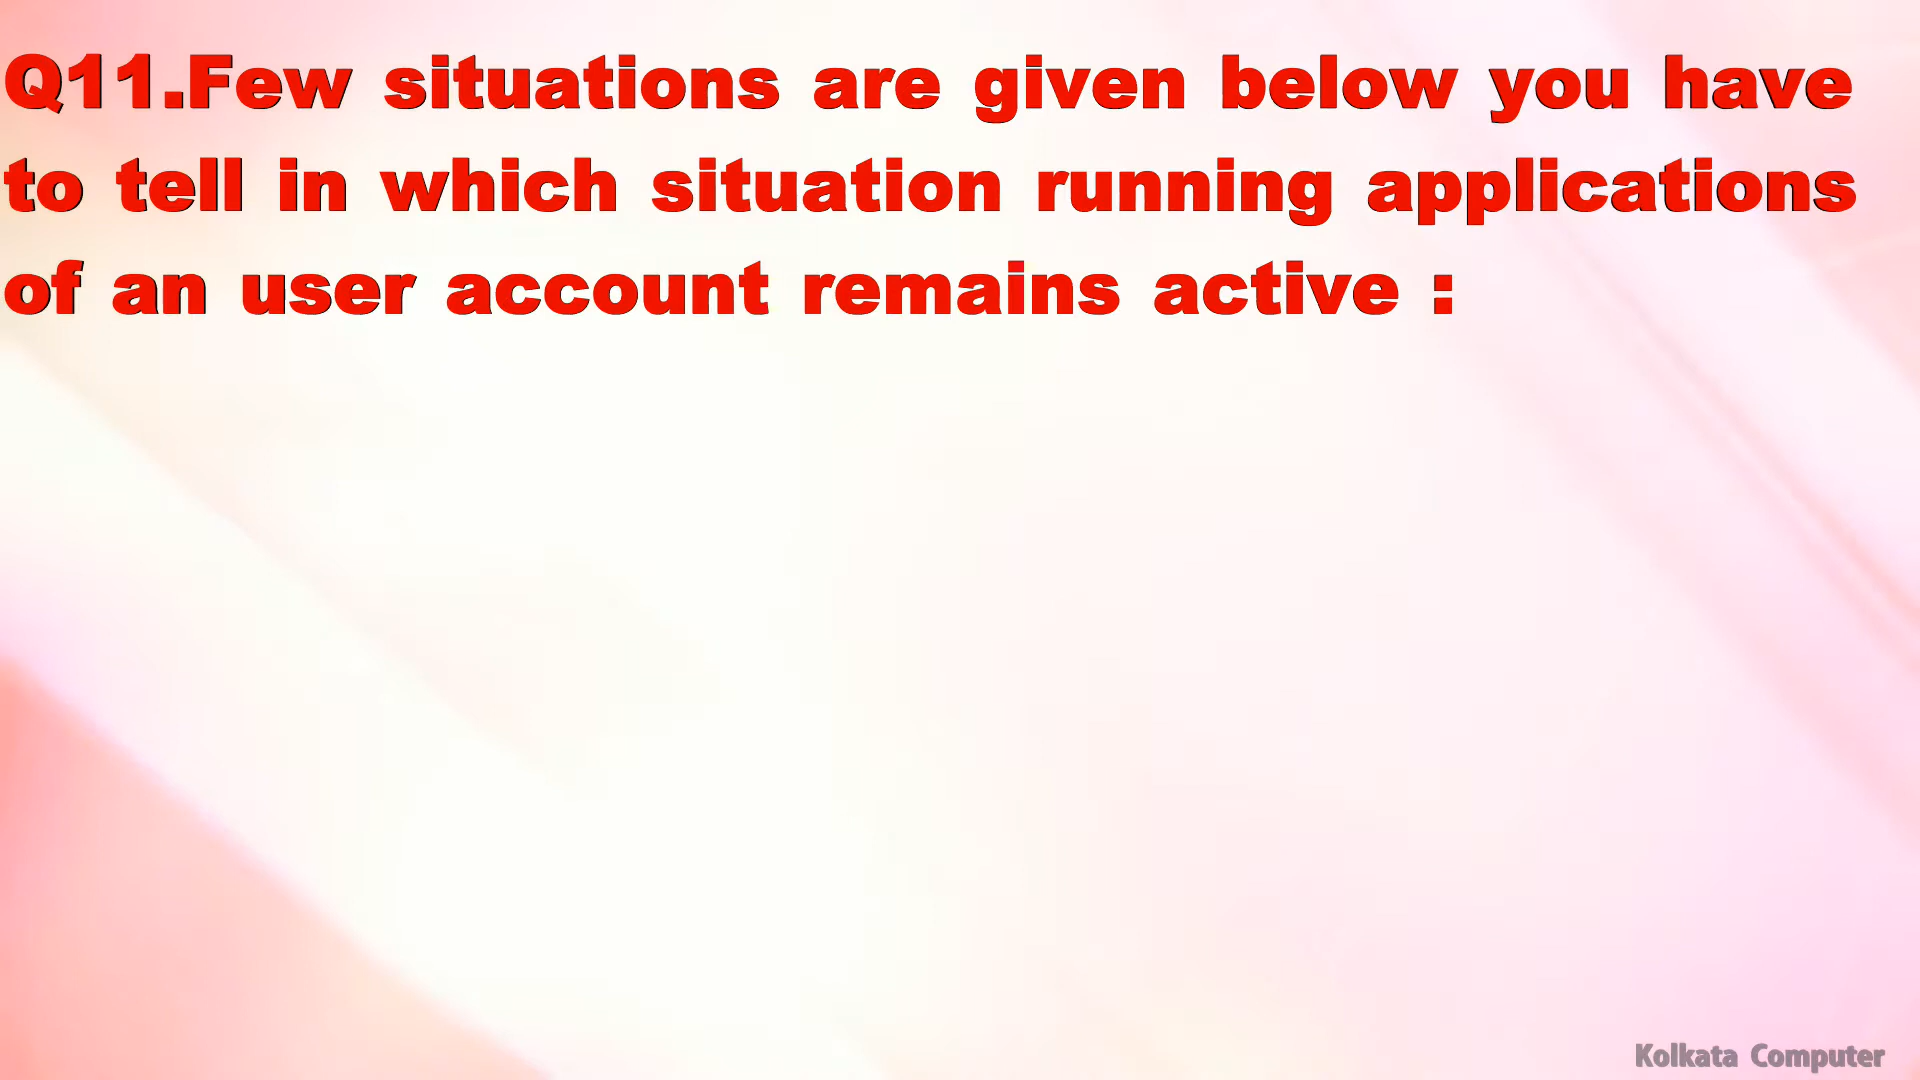 Q11.Few situations are given below you have
to tell in which situation running applications
of an user account remains active :
Kolkata Computer